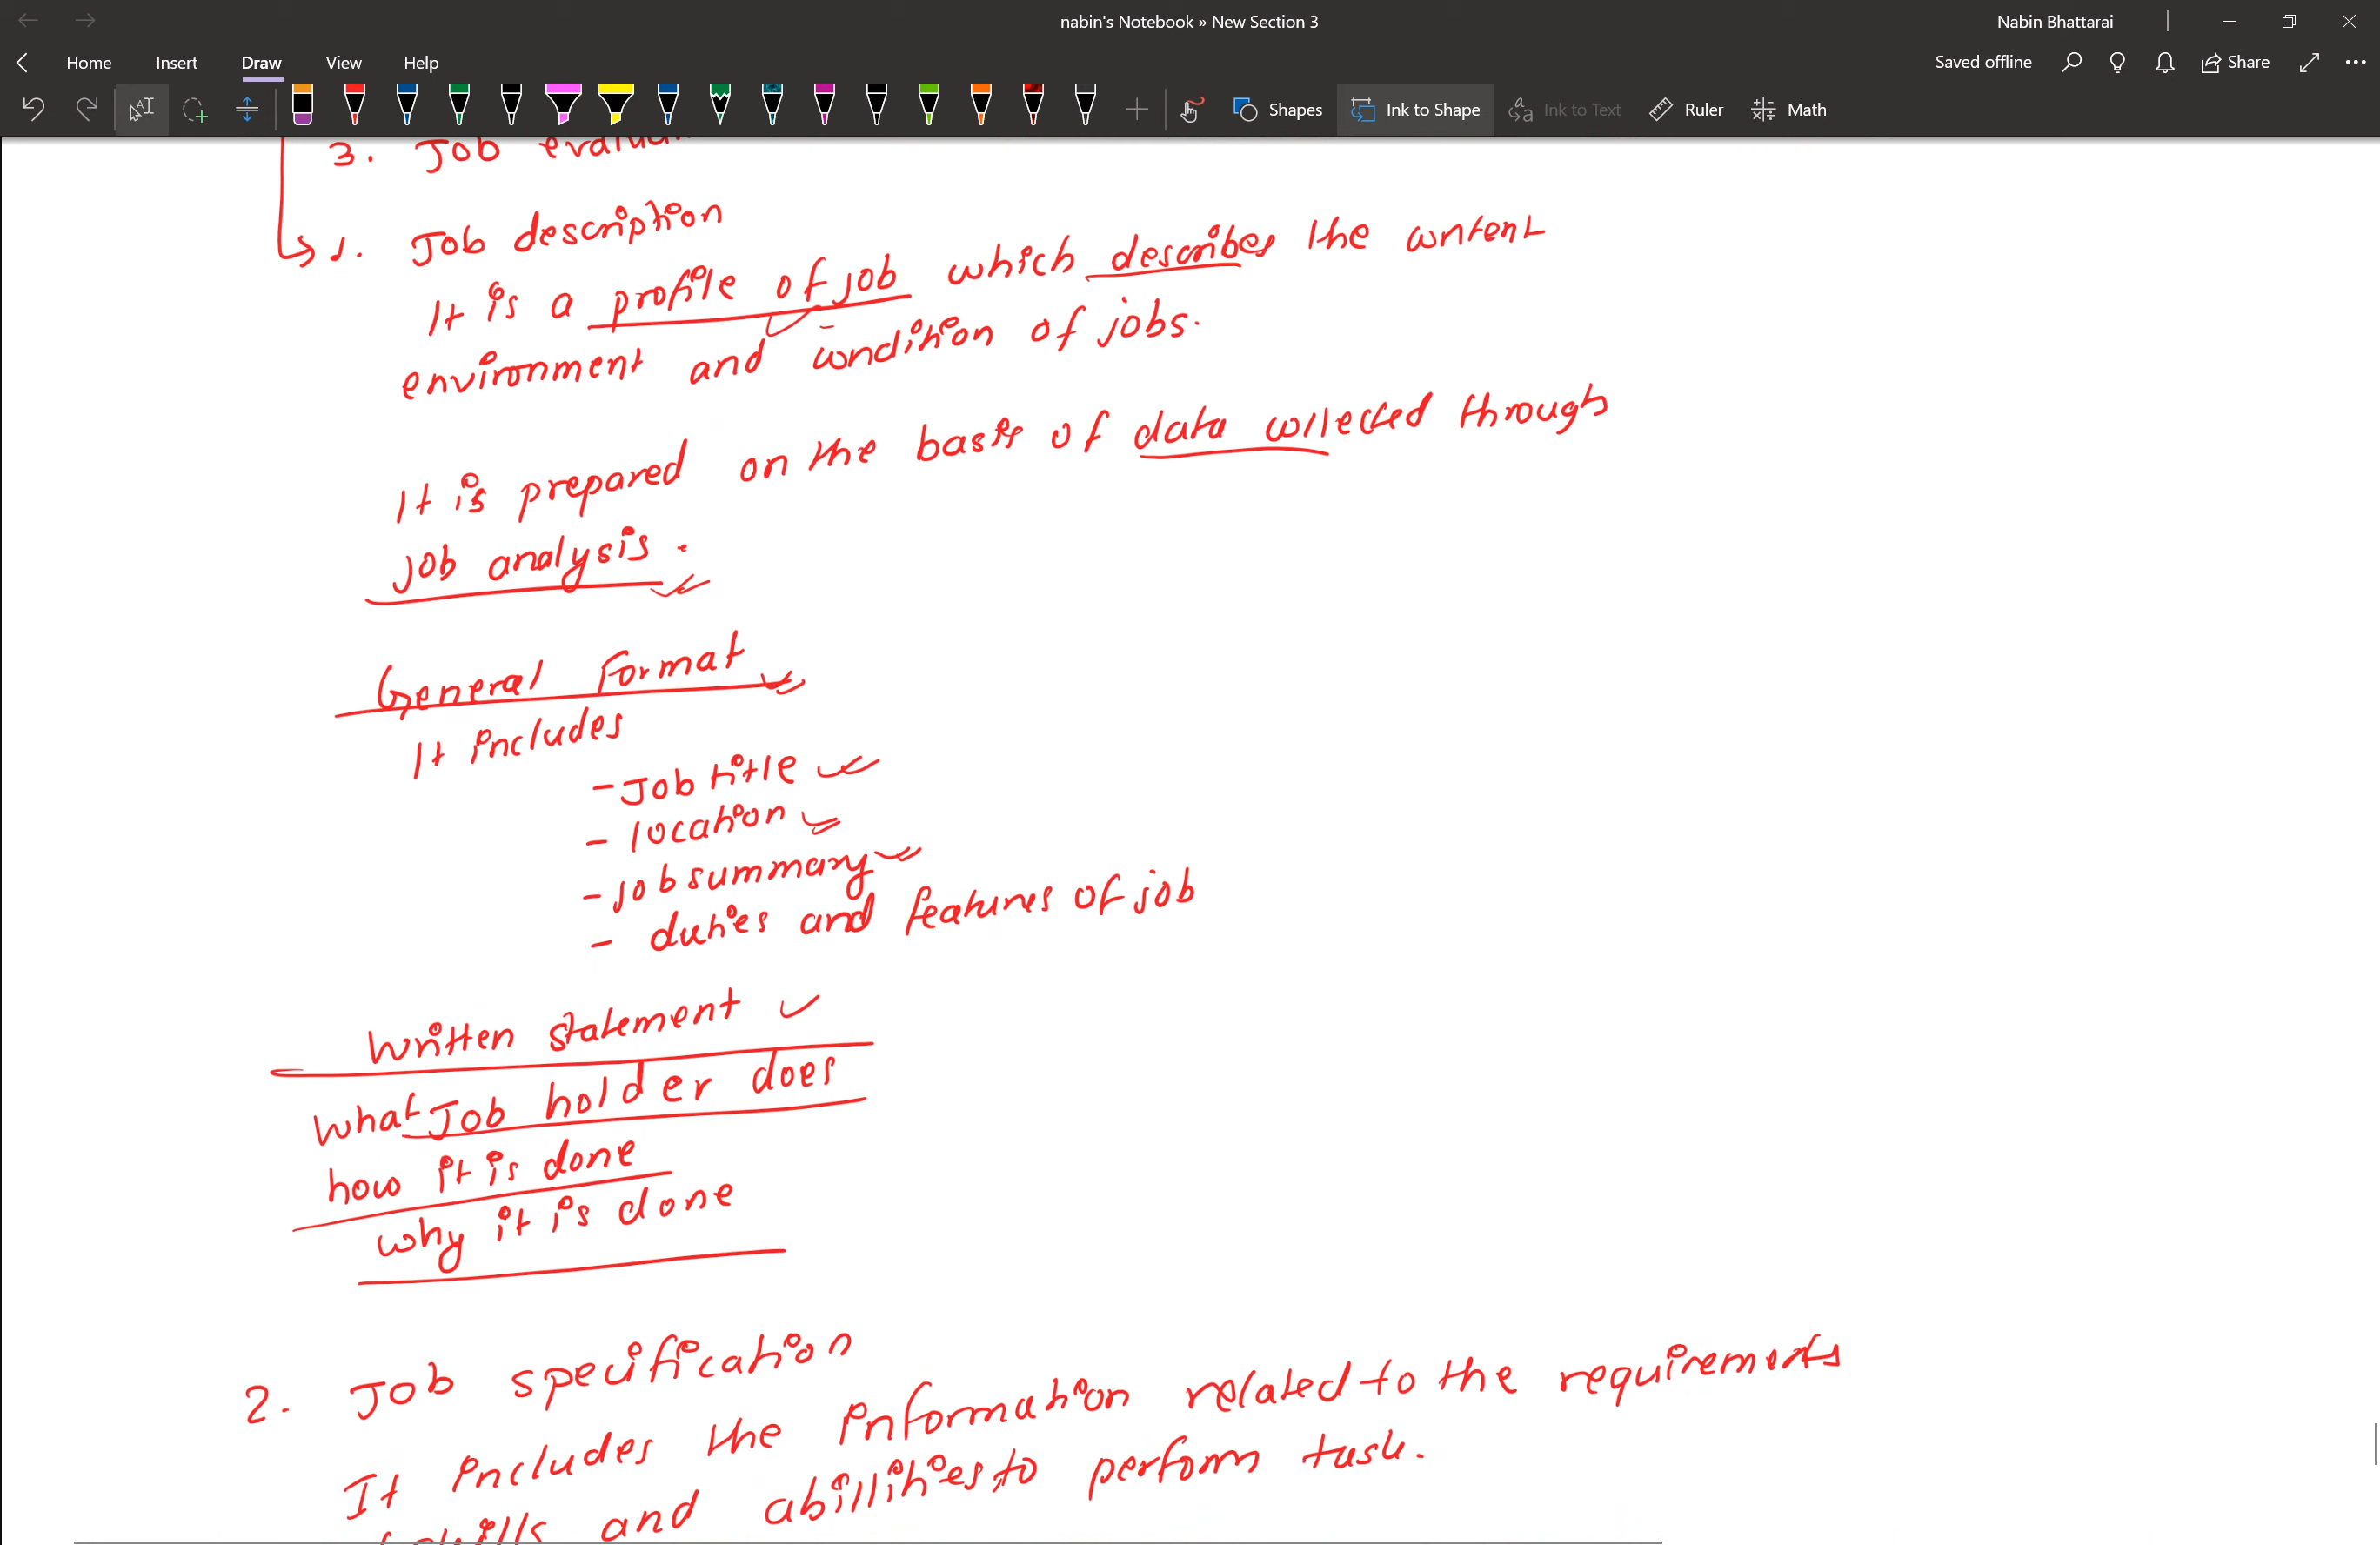 nabin's Notebook » New Section 3
Nabin Bhattarai
Home Insert Draw View Help
Saved offline Share
Shapes Ink to Shape Ink to Text Ruler Math
3. Job
1. Job description
It is a profile of job which describes the content
environment and condition of jobs.
It is prepared on the basis of data collected through
job analysis.
General Format
It includes
- Job title
- location
- job summary
- duties and features of job
Written statement
what Job holder does
how it is done
why it is done
2. Job specification
It includes the information related to the requirements
and abillities to perform task.